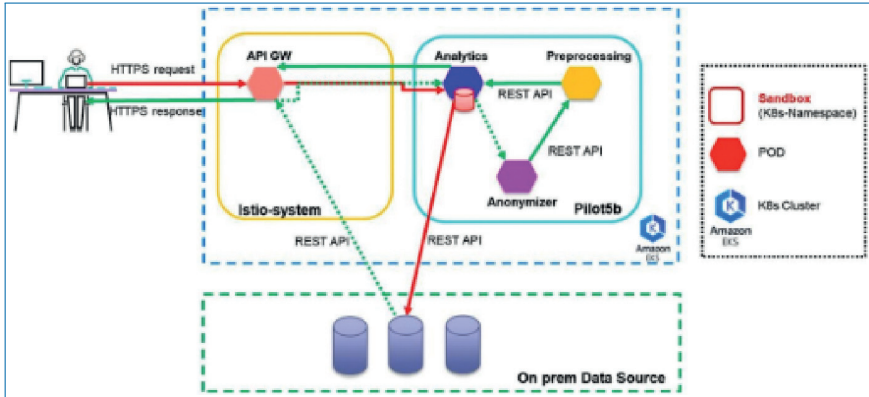 API GW
Analytics
Preprocessing
HTTPS request
REST API
HTTPS response
REST API
Anonymizer
Istio-system
Pilot5b
REST API
REST API
Amazon
EKS
On prem Data Source
Sandbox
(K8s-Namespace)
POD
K8s Cluster
Amazon
EKS